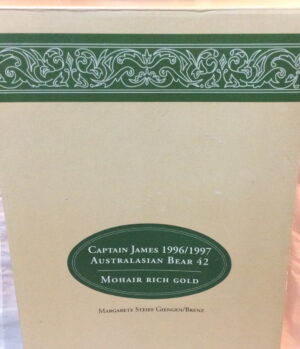 Captain James 1996/1997
Australasian Bear 42
Mohair rich gold
Margarete Steiff Giengen/Brenz